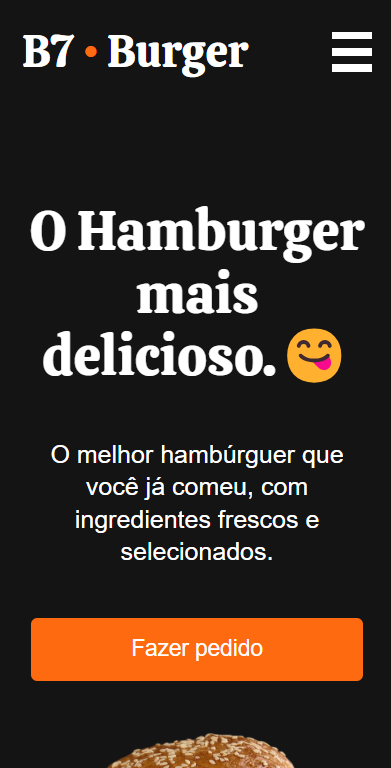 B7 • Burger
O Hamburger
mais
delicioso. 😋
O melhor hambúrguer que
você já comeu, com
ingredientes frescos e
selecionados.
Fazer pedido